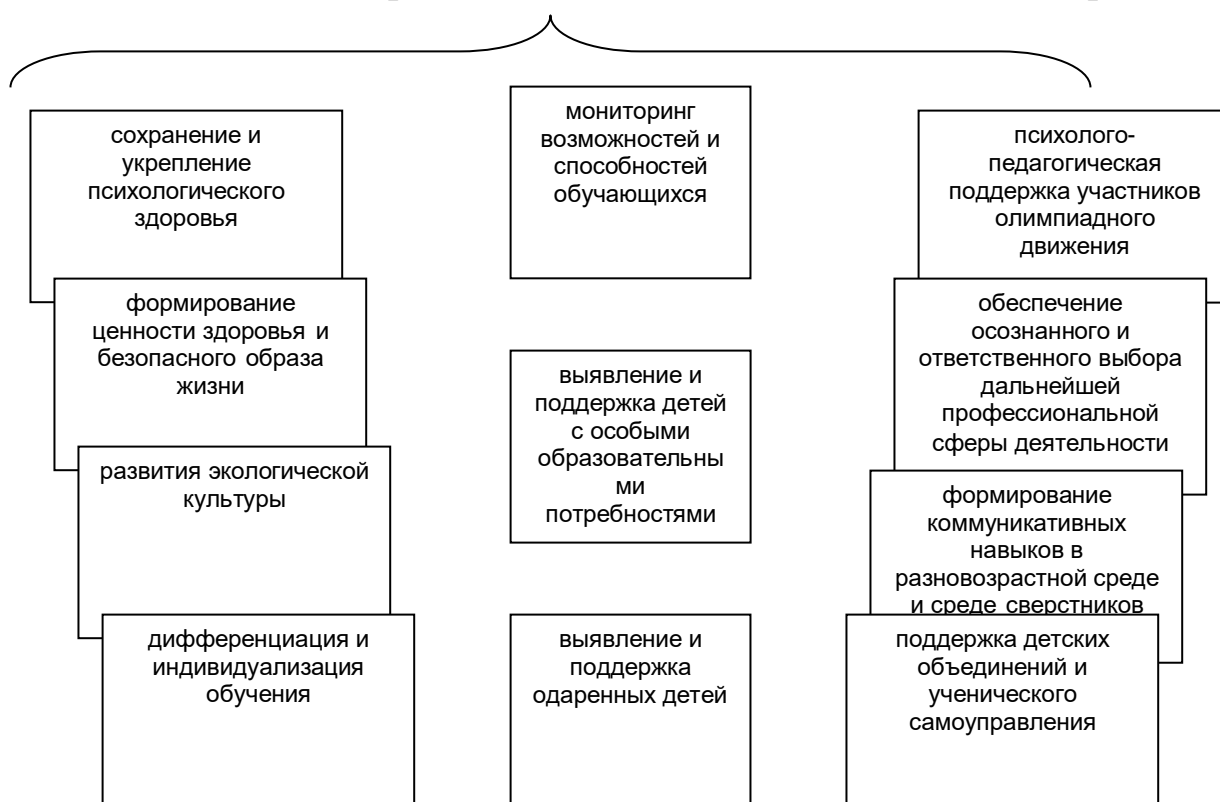 сохранение и
укрепление
психологического
здоровья
формирование
ценности здоровья и
безопасного образа
жизни
развития экологической
культуры
дифференциация и
индивидуализация
обучения
мониторинг
возможностей и
способностей
обучающихся
выявление и
поддержка детей
с особыми
образовательны
ми
потребностями
выявление и
поддержка
одаренных детей
психолого-
педагогическая
поддержка участников
олимпиадного
движения
обеспечение
осознанного и
ответственного выбора
дальнейшей
профессиональной
сферы деятельности
формирование
коммуникативных
навыков в
разновозрастной среде
и среде сверстников
поддержка детских
объединений и
ученического
самоуправления